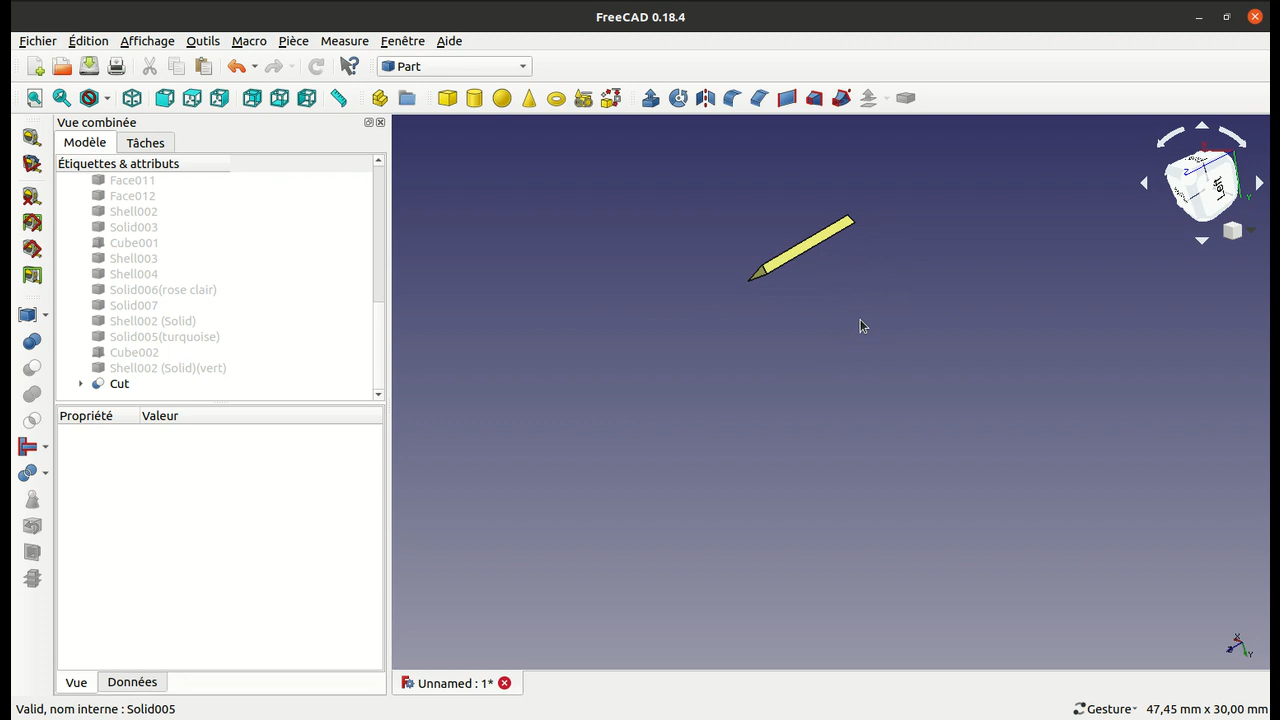 FreeCAD 0.18.4
Fichier Édition Affichage Outils Macro Pièce Measure Fenêtre Aide
Part
Vue combinée
Modèle Tâches
Étiquettes & attributs
Face011
Face012
Shell002
Solid003
Cube001
Shell003
Shell004
Solid006(rose clair)
Solid007
Shell002 (Solid)
Solid005(turquoise)
Cube002
Shell002 (Solid)(vert)
Cut
Propriété Valeur
Z
Y
X
Y
Vue Données
Unnamed : 1*
Valid, nom interne : Solid005
Gesture 47,45 mm x 30,00 mm